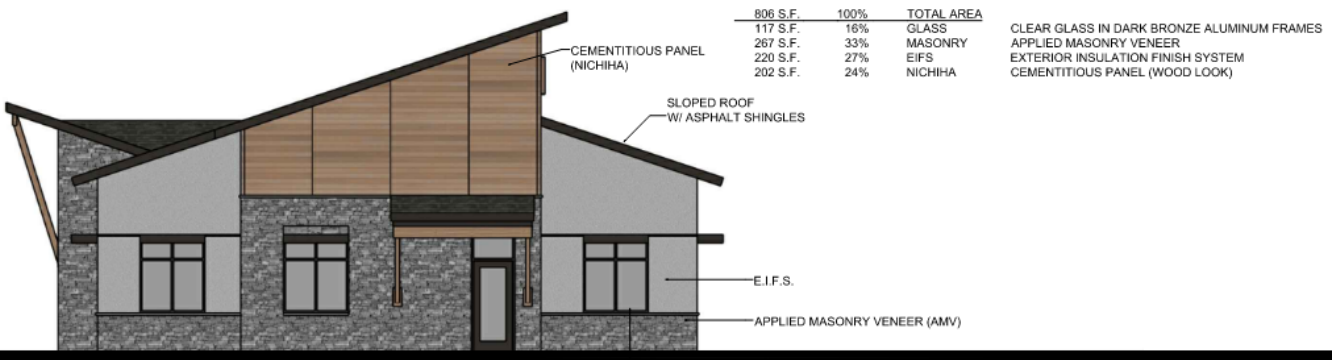 806 S.F. 100% TOTAL AREA
117 S.F. 16% GLASS CLEAR GLASS IN DARK BRONZE ALUMINUM FRAMES
267 S.F. 33% MASONRY APPLIED MASONRY VENEER
220 S.F. 27% EIFS EXTERIOR INSULATION FINISH SYSTEM
202 S.F. 24% NICHIHA CEMENTITIOUS PANEL (WOOD LOOK)
CEMENTITIOUS PANEL
(NICHIHA)
SLOPED ROOF
W/ ASPHALT SHINGLES
E.I.F.S.
APPLIED MASONRY VENEER (AMV)